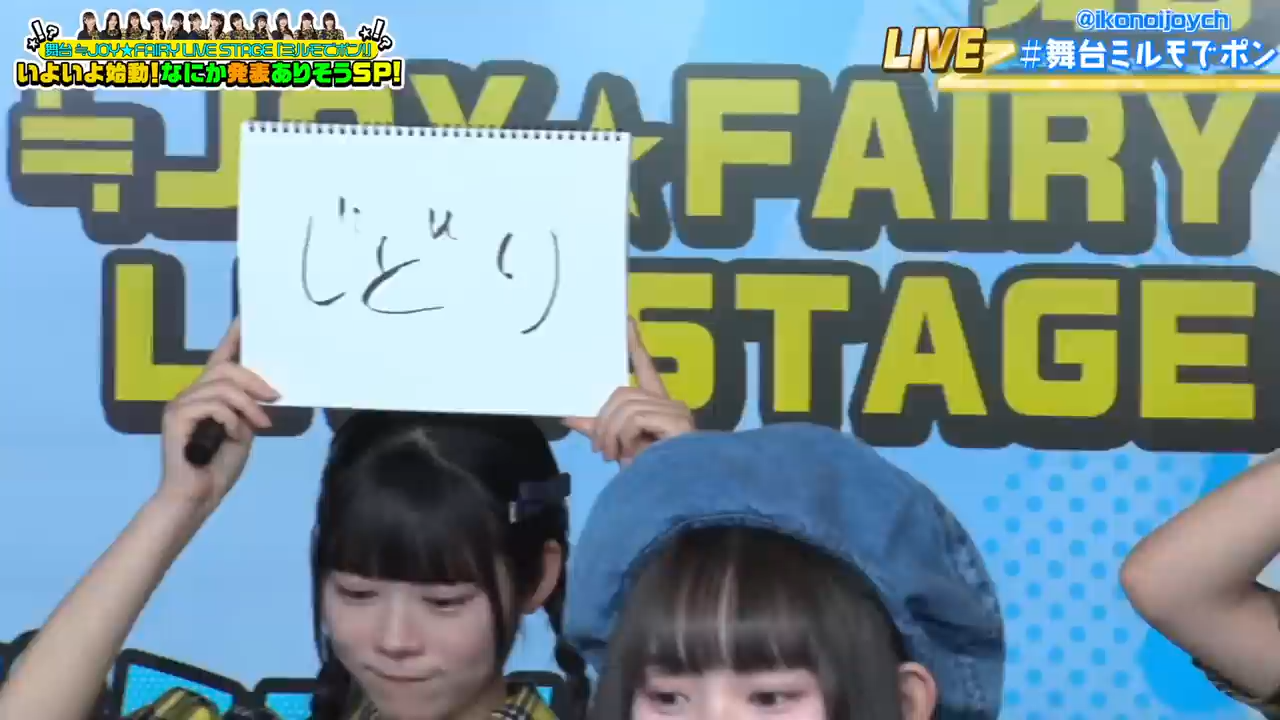 舞台 ≒JOY★FAIRY LIVE STAGE「ミルモでポン!」
いよいよ始動!なにか発表ありそうSP!
@ikonoijoych
LIVE
#舞台ミルモでポン
≒JOY★FAIRY
L STAGE
じどり